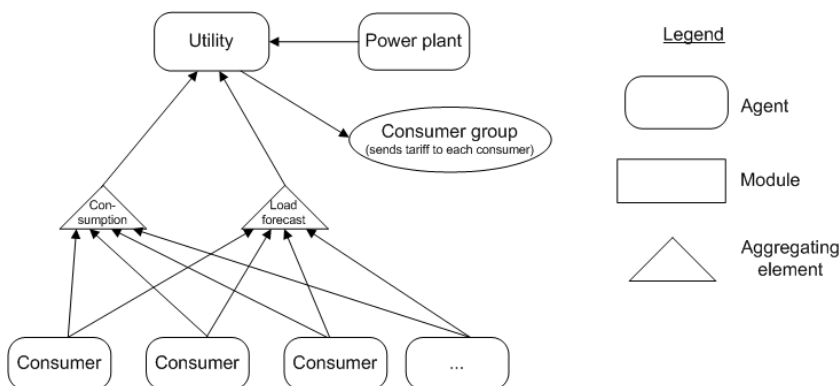 Utility
Power plant
Legend
Agent
Consumer group
(sends tariff to each consumer)
Module
Con-
sumption
Load
forecast
Aggregating
element
Consumer
Consumer
Consumer
...